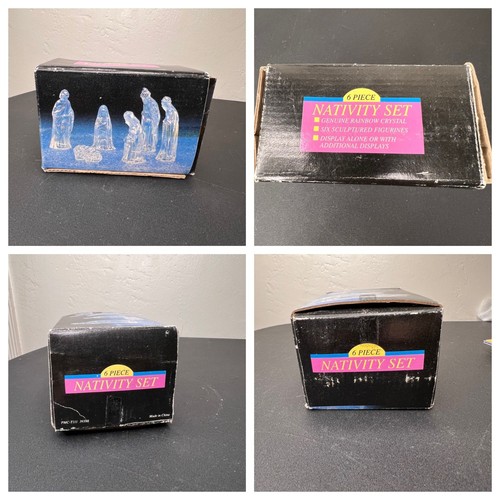 6 PIECE
NATIVITY SET
GENUINE RAINBOW CRYSTAL
SIX SCULPTURED FIGURINES
DISPLAY ALONE OR WITH
ADDITIONAL DISPLAYS
6 PIECE
NATIVITY SET
Made in China
6 PIECE
NATIVITY SET